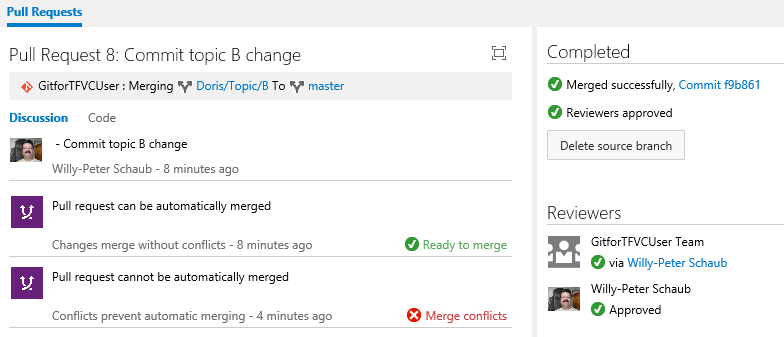 Pull Requests
Pull Request 8: Commit topic B change
GitforTFVCUser : Merging Doris/Topic/B To master
Discussion Code
- Commit topic B change
Willy-Peter Schaub - 8 minutes ago
Pull request can be automatically merged
Changes merge without conflicts - 8 minutes ago Ready to merge
Pull request cannot be automatically merged
Conflicts prevent automatic merging - 4 minutes ago Merge conflicts
Completed
Merged successfully, Commit f9b861
Reviewers approved
Delete source branch
Reviewers
GitforTFVCUser Team
via Willy-Peter Schaub
Willy-Peter Schaub
Approved